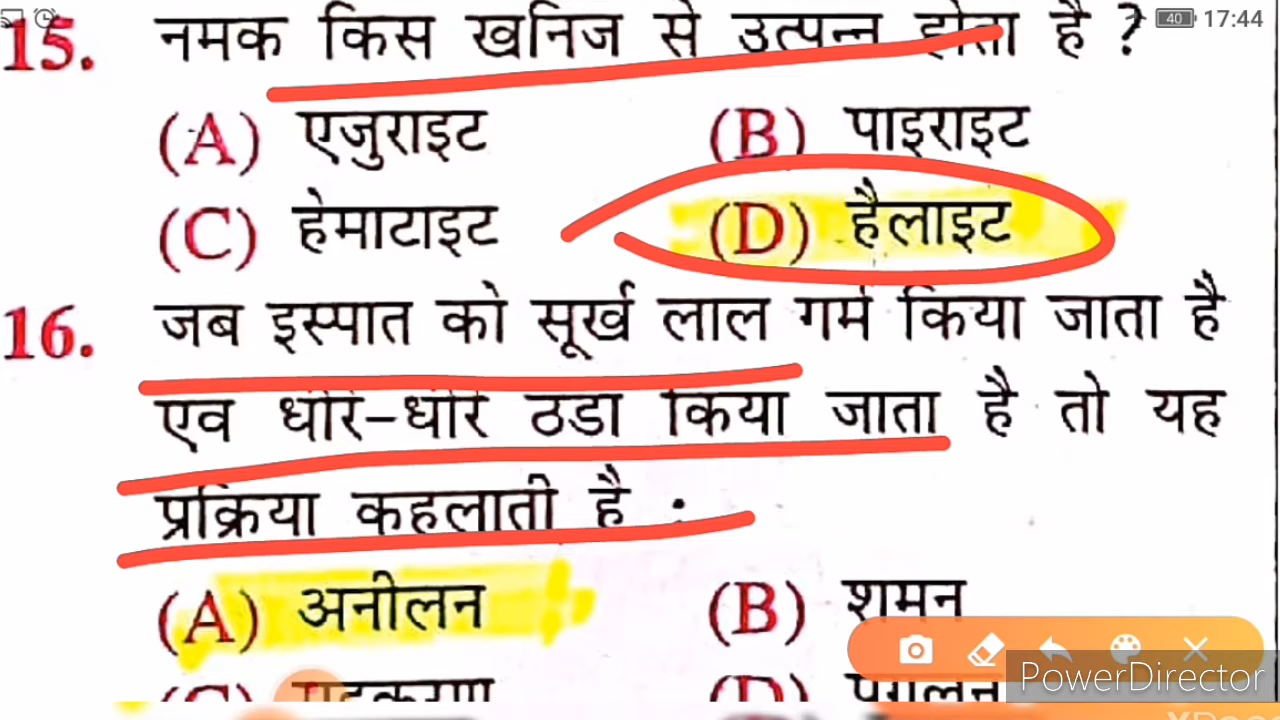 40 17:44
15. नमक किस खनिज से उत्पन्न होता है ?
(A) एजुराइट (B) पाइराइट
(C) हेमाटाइट (D) हैलाइट
16. जब इस्पात को सूर्ख लाल गर्म किया जाता है
एवं धीरे-धीरे ठंडा किया जाता है तो यह
प्रक्रिया कहलाती है :
(A) अनीलन (B) शमन
(C) (D)
PowerDirector